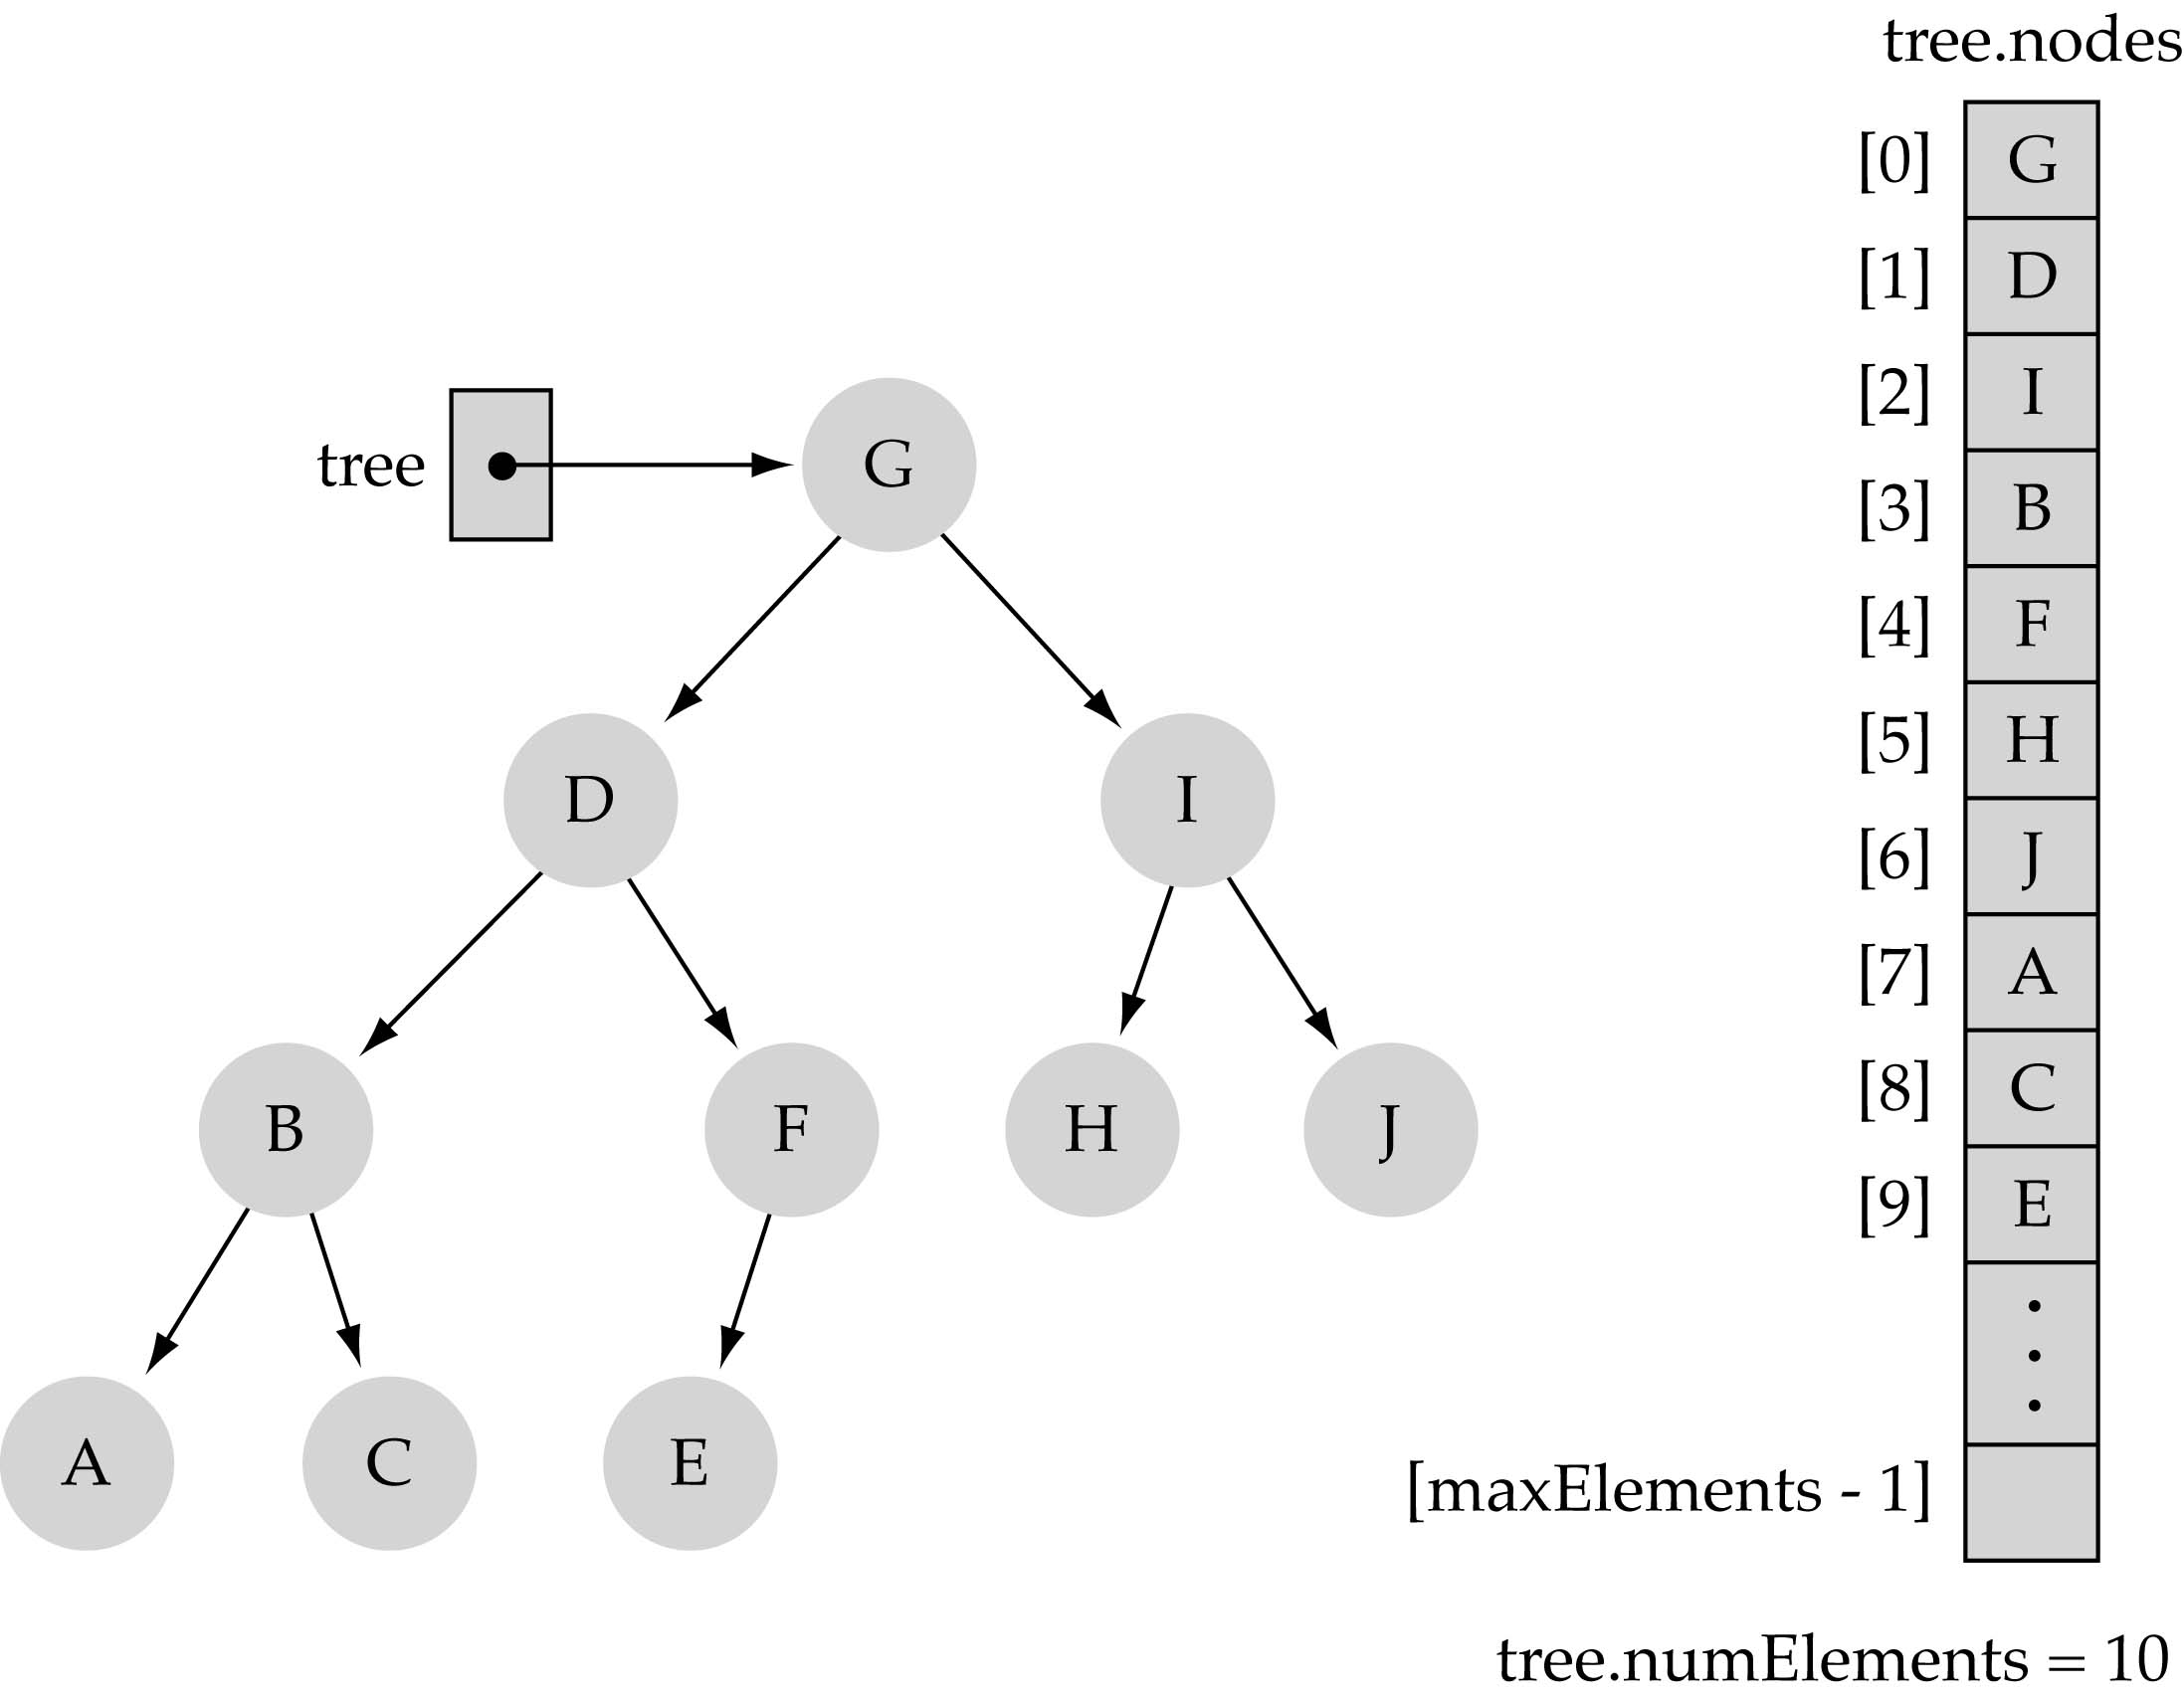 tree.nodes
[0] G
[1] D
[2] I
[3] B
[4] F
[5] H
[6] J
[7] A
[8] C
[9] E
[maxElements - 1]
tree.numElements = 10
tree
G
D I
B F H J
A C E